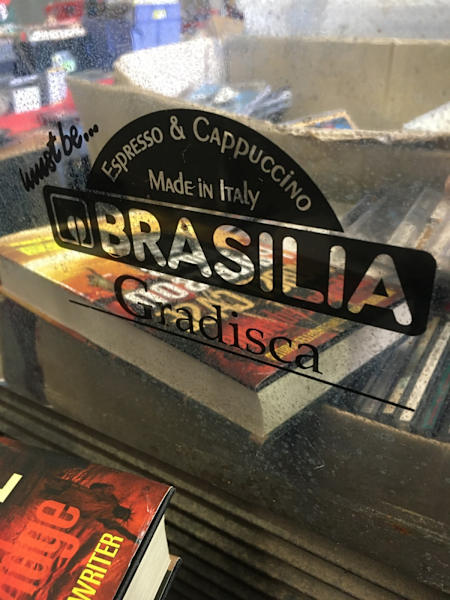 must be...
Espresso & Cappuccino
Made in Italy
BRASILIA
Gradisca
WRITER